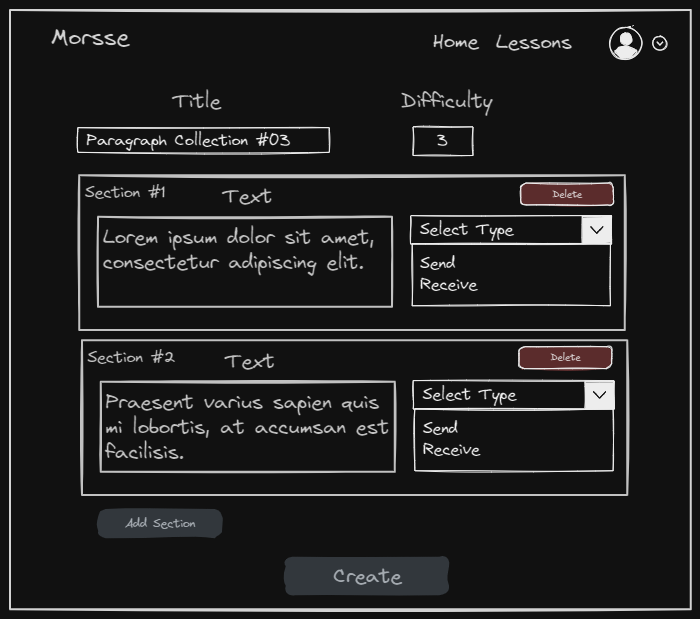 Morsse
Home Lessons
Title
Difficulty
Paragraph Collection #03
3
Section #1
Text
Delete
Lorem ipsum dolor sit amet,
consectetur adipiscing elit.
Select Type
Send
Receive
Section #2
Text
Delete
Praesent varius sapien quis
mi lobortis, at accumsan est
facilisis.
Select Type
Send
Receive
Add Section
Create